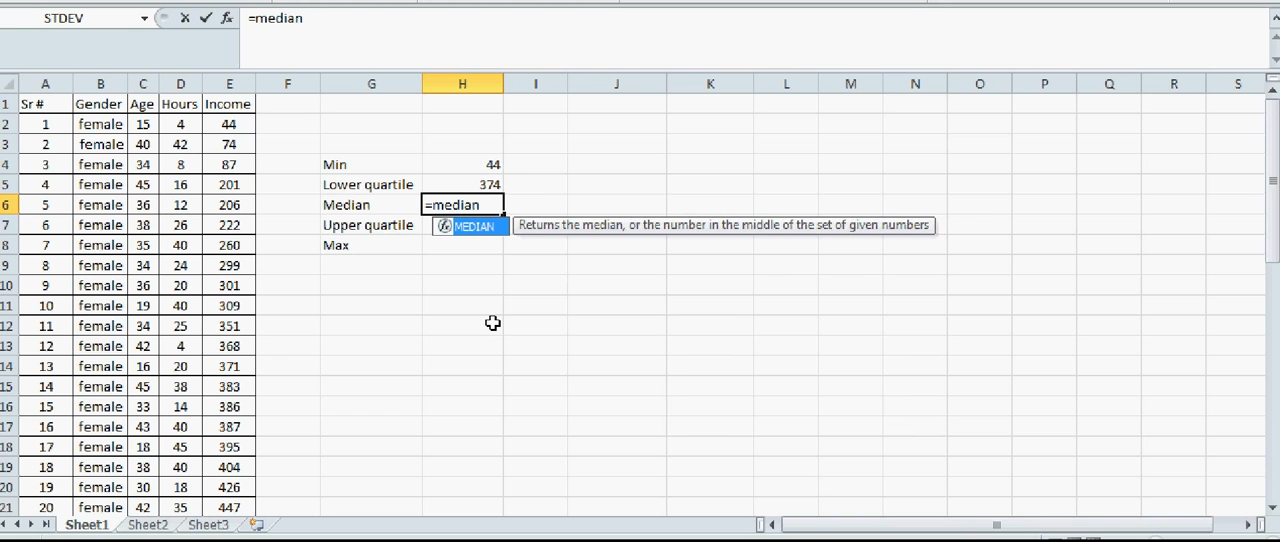 STDEV =median
A B C D E F G H I J K L M N O P Q R S
1 Sr # Gender Age Hours Income
2 1 female 15 4 44
3 2 female 40 42 74
4 3 female 34 8 87 Min 44
5 4 female 45 16 201 Lower quartile 374
6 5 female 36 12 206 Median =median
7 6 female 38 26 222 Upper quartile MEDIAN Returns the median, or the number in the middle of the set of given numbers
8 7 female 35 40 260 Max
9 8 female 34 24 299
10 9 female 36 20 301
11 10 female 19 40 309
12 11 female 34 25 351
13 12 female 42 4 368
14 13 female 16 20 371
15 14 female 45 38 383
16 15 female 33 14 386
17 16 female 43 40 387
18 17 female 18 45 395
19 18 female 38 40 404
20 19 female 30 18 426
21 20 female 42 35 447
Sheet1 Sheet2 Sheet3